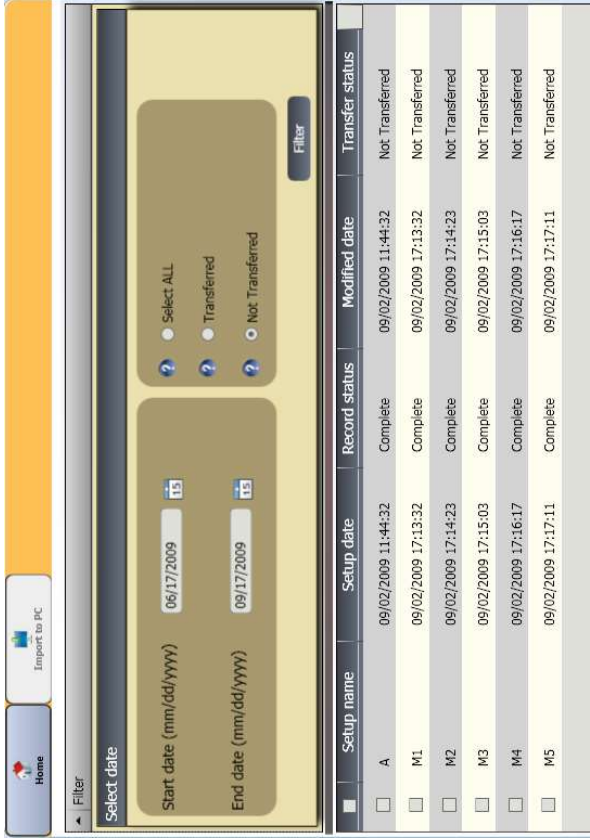 Home
Import to PC
Filter
Select date
Start date (mm/dd/yyyy) 06/17/2009 15
End date (mm/dd/yyyy) 09/17/2009 15
? Select ALL
? Transferred
? Not Transferred
Filter
Setup name Setup date Record status Modified date Transfer status
A 09/02/2009 11:44:32 Complete 09/02/2009 11:44:32 Not Transferred
M1 09/02/2009 17:13:32 Complete 09/02/2009 17:13:32 Not Transferred
M2 09/02/2009 17:14:23 Complete 09/02/2009 17:14:23 Not Transferred
M3 09/02/2009 17:15:03 Complete 09/02/2009 17:15:03 Not Transferred
M4 09/02/2009 17:16:17 Complete 09/02/2009 17:16:17 Not Transferred
M5 09/02/2009 17:17:11 Complete 09/02/2009 17:17:11 Not Transferred